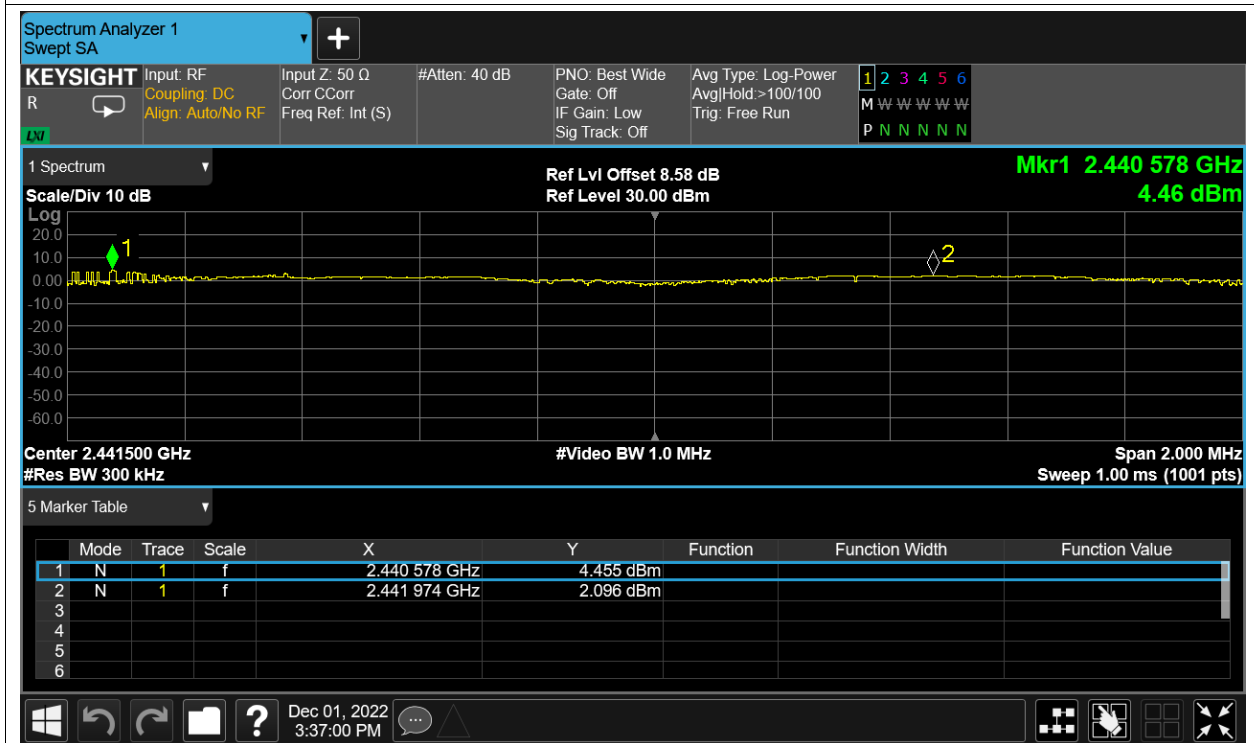 Spectrum Analyzer 1
Swept SA
+
KEYSIGHT Input: RF Input Z: 50 Ω #Atten: 40 dB PNO: Best Wide Avg Type: Log-Power 1 2 3 4 5 6
R Coupling: DC Corr CCorr Gate: Off Avg|Hold:>100/100 M W W W W W
Align: Auto/No RF Freq Ref: Int (S) IF Gain: Low Trig: Free Run
LXI Sig Track: Off P N N N N N
1 Spectrum Ref Lvl Offset 8.58 dB Mkr1 2.440 578 GHz
Scale/Div 10 dB Ref Level 30.00 dBm 4.46 dBm
Log
20.0
10.0 1 2
0.00
-10.0
-20.0
-30.0
-40.0
-50.0
-60.0
Center 2.441500 GHz #Video BW 1.0 MHz Span 2.000 MHz
#Res BW 300 kHz Sweep 1.00 ms (1001 pts)
5 Marker Table
Mode Trace Scale X Y Function Function Width Function Value
1 N 1 f 2.440 578 GHz 4.455 dBm
2 N 1 f 2.441 974 GHz 2.096 dBm
3
4
5
6
? Dec 01, 2022
3:37:00 PM